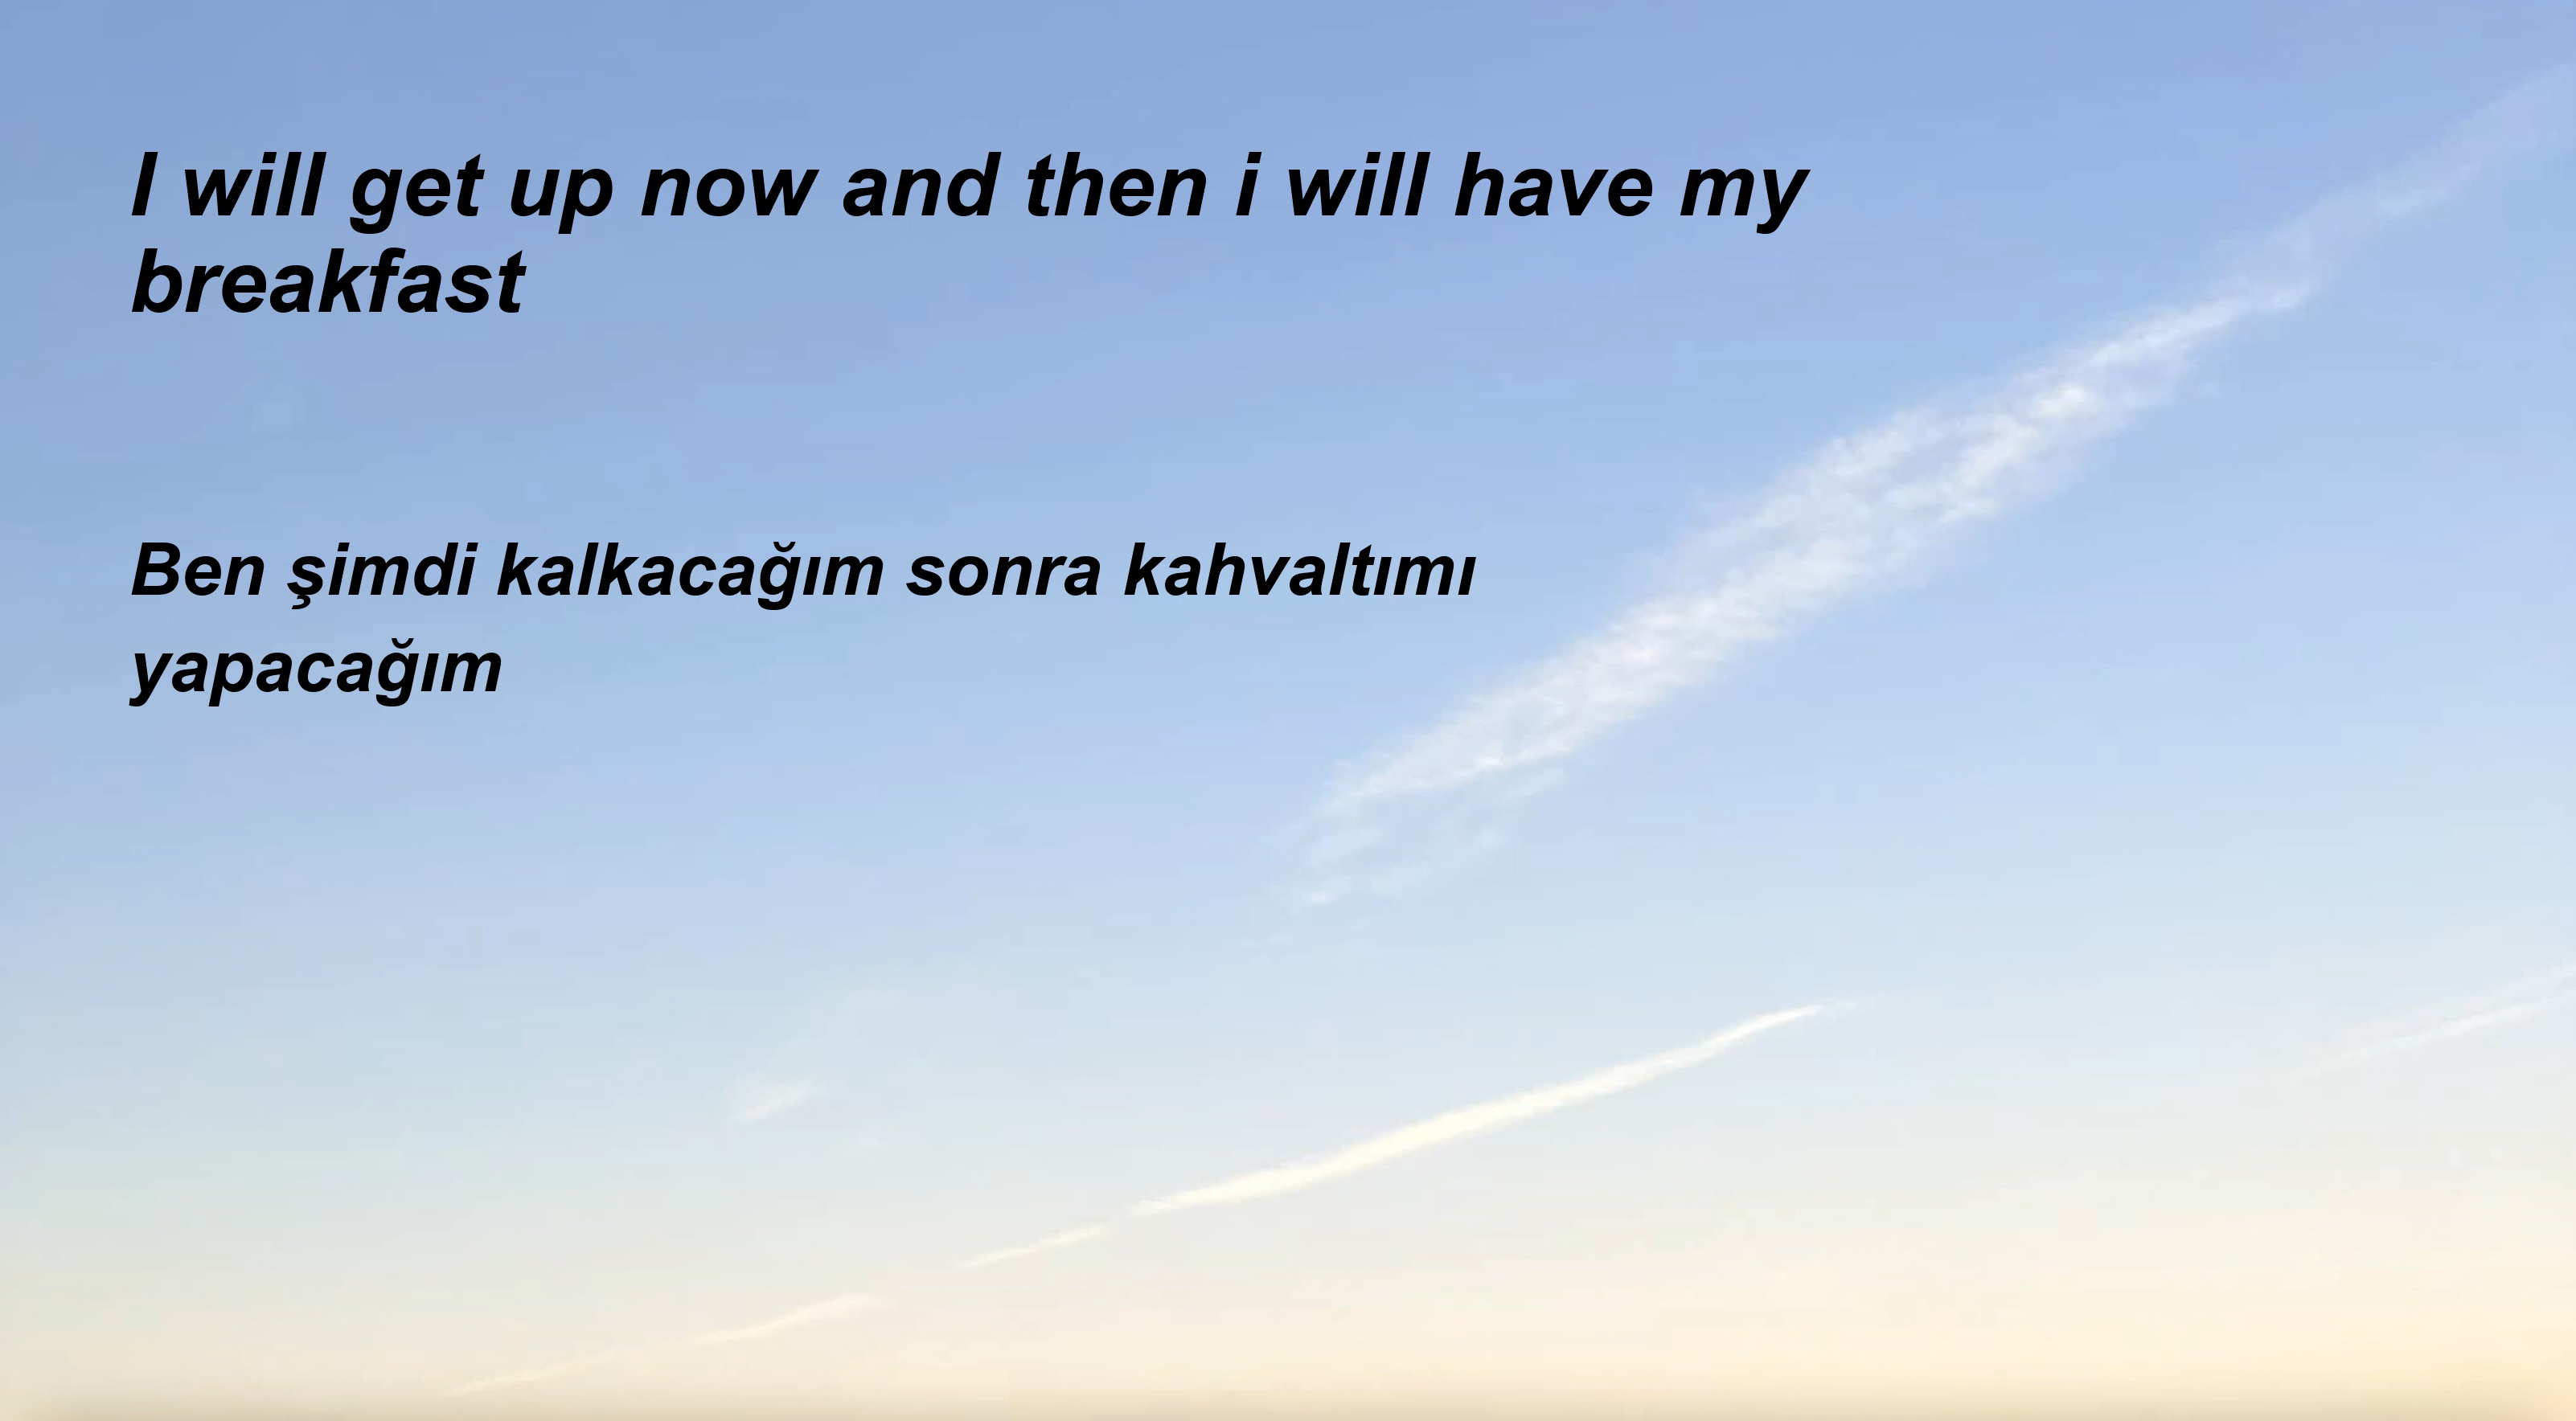 I will get up now and then i will have my
breakfast
Ben şimdi kalkacağım sonra kahvaltımı
yapacağım